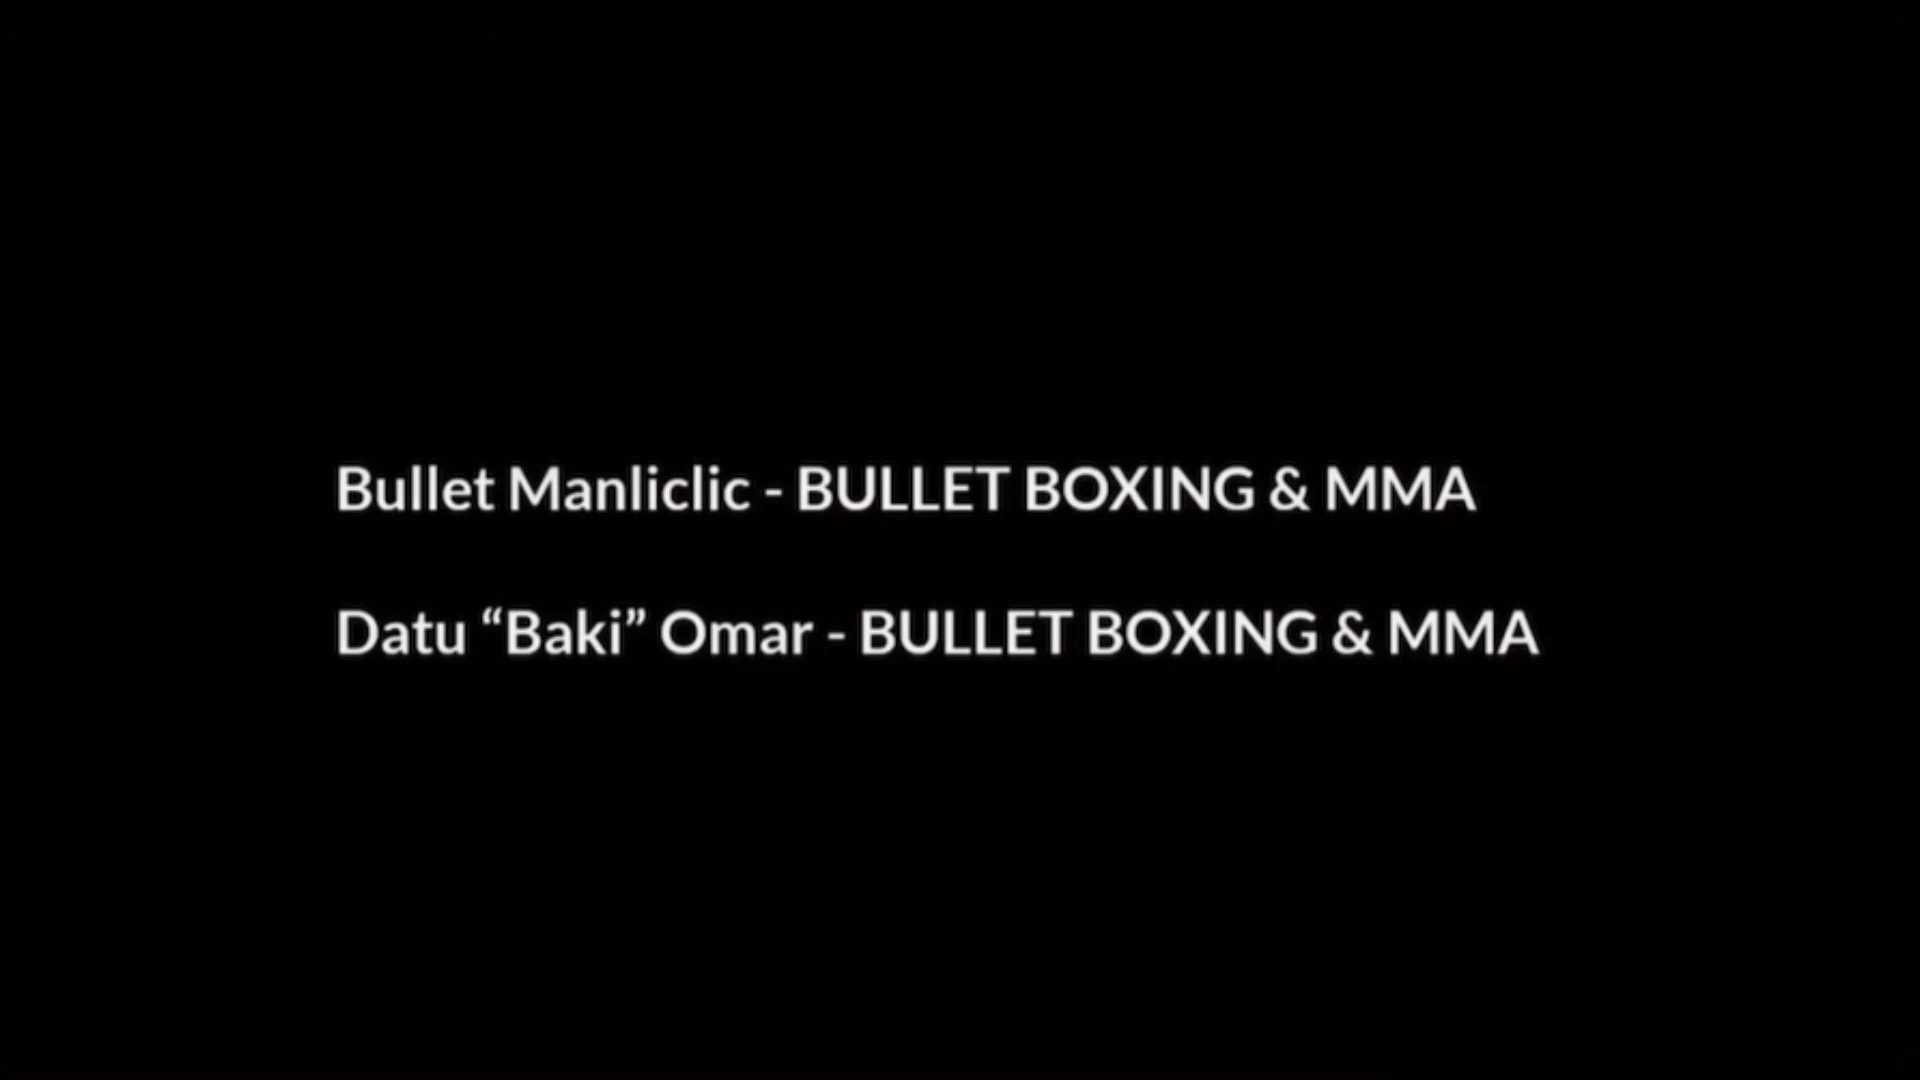 Bullet Manliclic - BULLET BOXING & MMA
Datu “Baki” Omar - BULLET BOXING & MMA